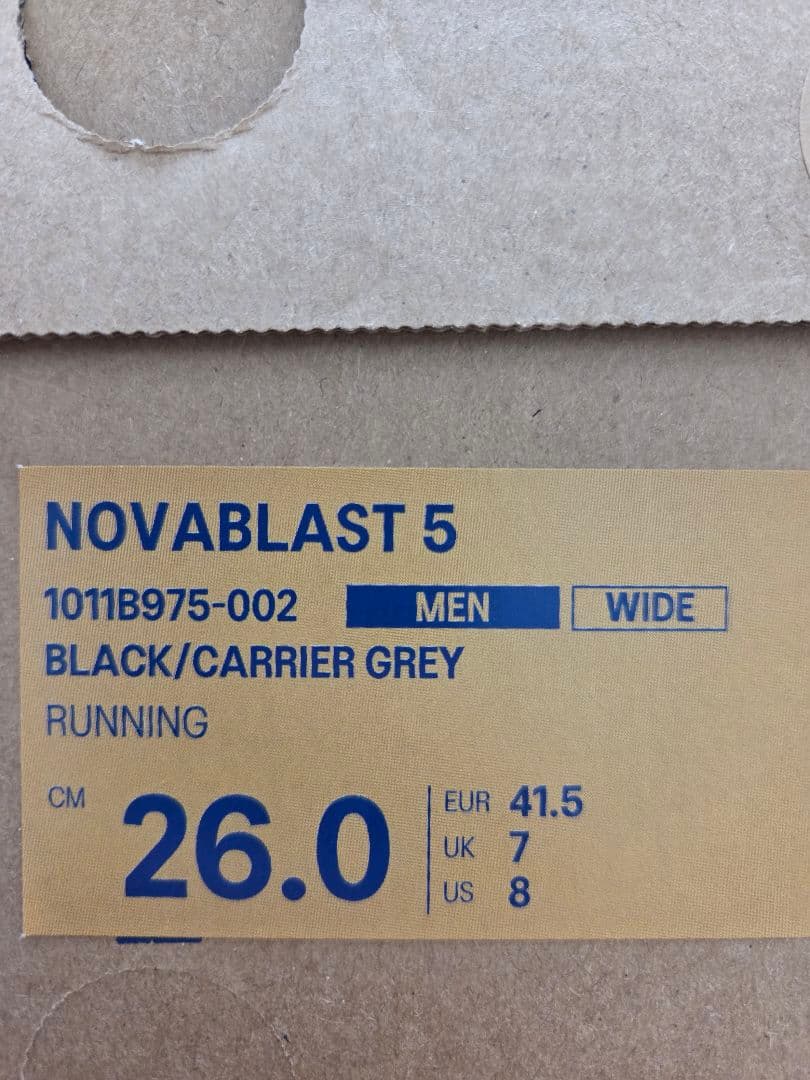 NOVABLAST 5
1011B975-002 MEN WIDE
BLACK/CARRIER GREY
RUNNING
CM 26.0
EUR 41.5
UK 7
US 8